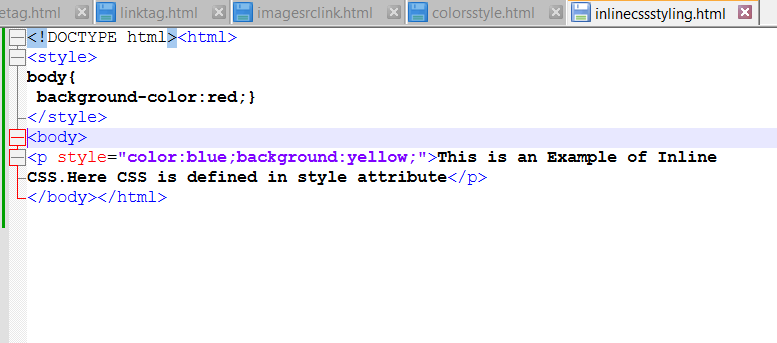 etag.html linktag.html imagesrclink.html colorsstyle.html inlinecssstyling.html
<!DOCTYPE html><html>
<style>
body{
 background-color:red;}
</style>
<body>
<p style="color:blue;background:yellow;">This is an Example of Inline
CSS.Here CSS is defined in style attribute</p>
</body></html>